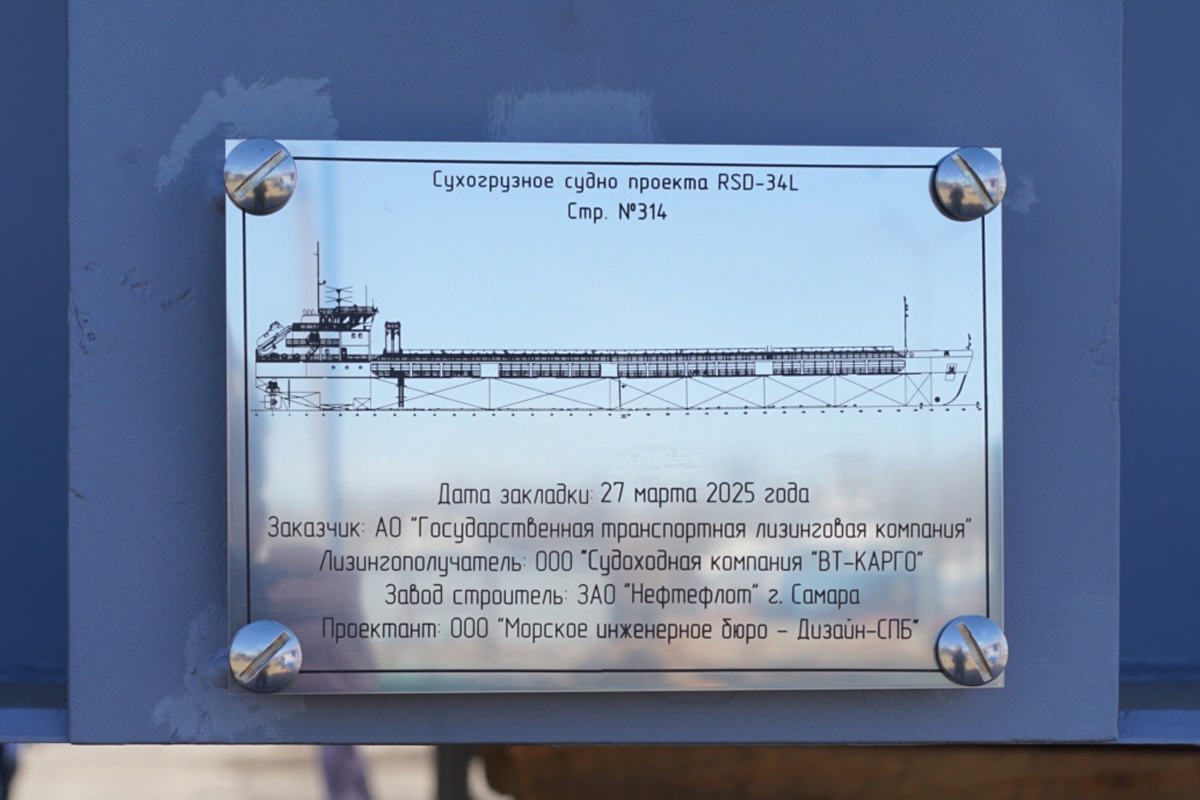 Сухогрузное судно проекта RSD-34L
Стр. №314
Дата закладки: 27 марта 2025 года
Заказчик: АО "Государственная транспортная лизинговая компания"
Лизингополучатель: ООО "Судоходная компания "ВТ-КАРГО"
Завод строитель: ЗАО "Нефтефлот" г. Самара
Проектант: ООО "Морское инженерное бюро - Дизайн-СПБ"